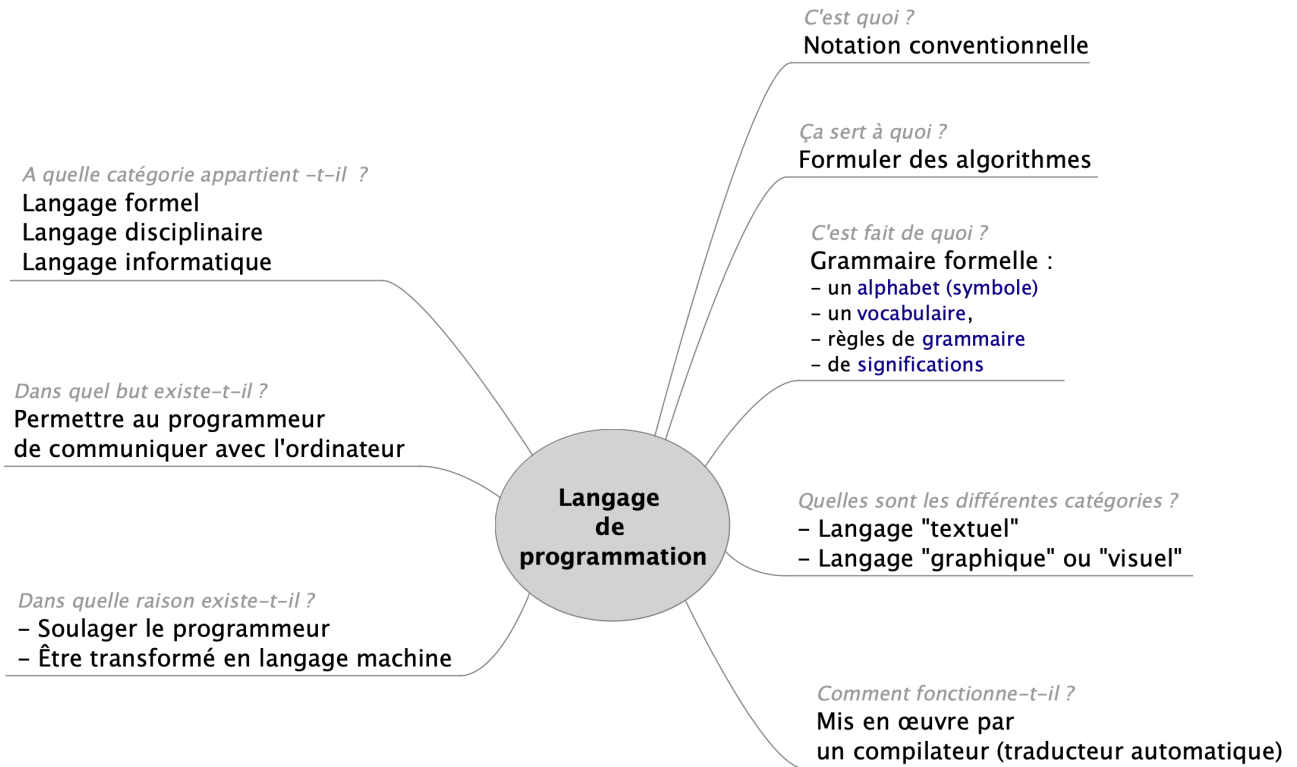 C'est quoi ?
Notation conventionnelle
Ça sert à quoi ?
Formuler des algorithmes
C'est fait de quoi ?
Grammaire formelle :
- un alphabet (symbole)
- un vocabulaire,
- règles de grammaire
- de significations
Quelles sont les différentes catégories ?
- Langage "textuel"
- Langage "graphique" ou "visuel"
Comment fonctionne-t-il ?
Mis en œuvre par
un compilateur (traducteur automatique)
A quelle catégorie appartient -t-il ?
Langage formel
Langage disciplinaire
Langage informatique
Dans quel but existe-t-il ?
Permettre au programmeur
de communiquer avec l'ordinateur
Dans quelle raison existe-t-il ?
- Soulager le programmeur
- Être transformé en langage machine
Langage
de
programmation